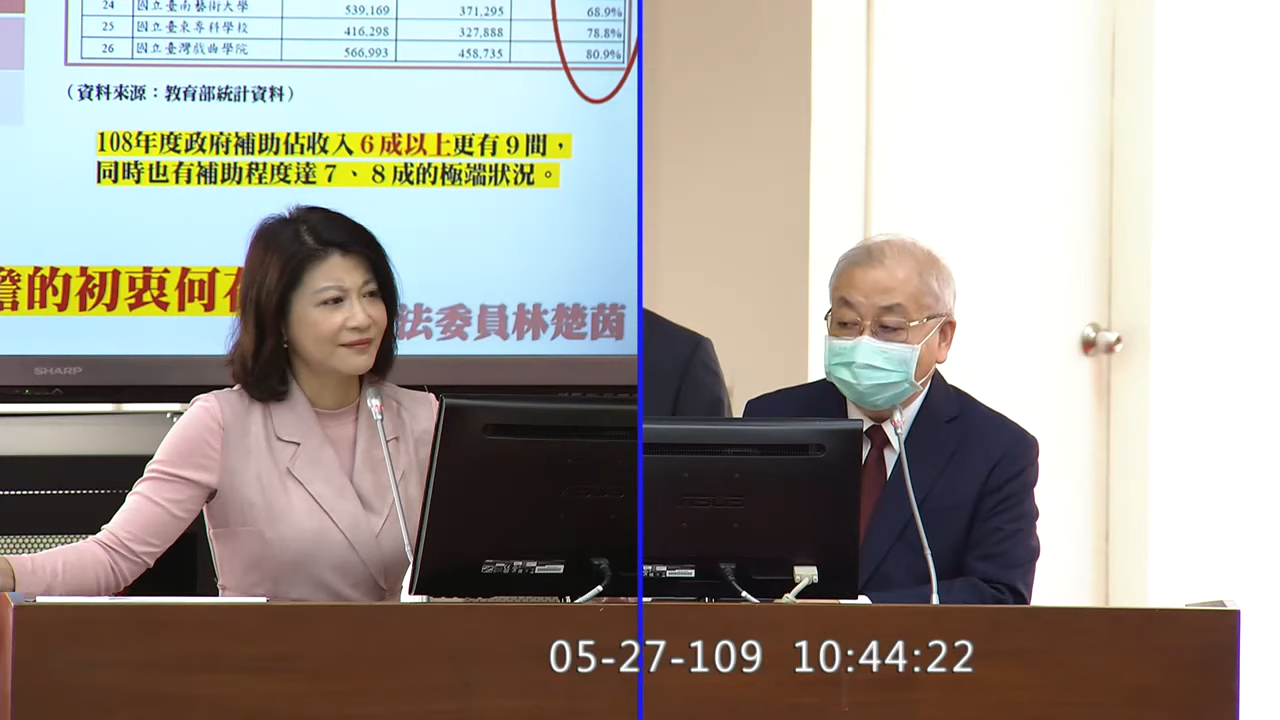 24 國立臺南藝術大學 539,169 371,295 68.9%
25 國立臺東專科學校 416,298 327,888 78.8%
26 國立臺灣戲曲學院 566,993 458,735 80.9%
(資料來源：教育部統計資料)
108年度政府補助佔收入6成以上更有9間，
同時也有補助程度達7、8成的極端狀況。
的初衷何在
法委員林楚茵
SHARP
ASUS
ASUS
05-27-109 10:44:22